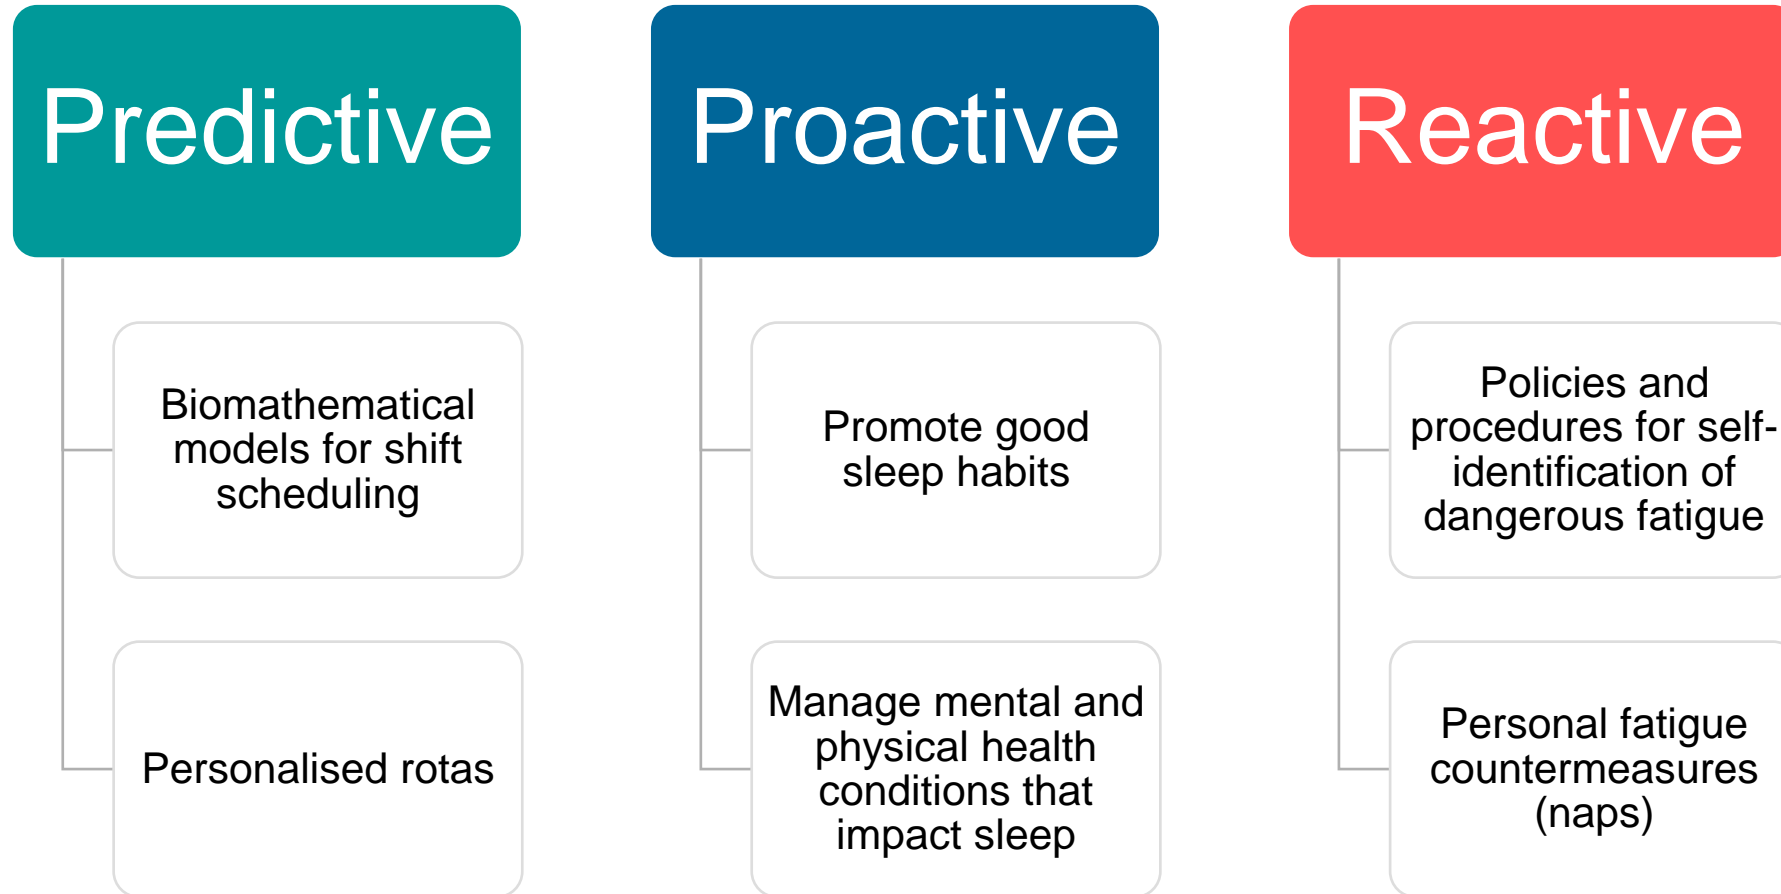 Predictive
Biomathematical
models for shift
scheduling
Personalised rotas
Proactive
Promote good
sleep habits
Manage mental and
physical health
conditions that
impact sleep
Reactive
Policies and
procedures for self-
identification of
dangerous fatigue
Personal fatigue
countermeasures
(naps)